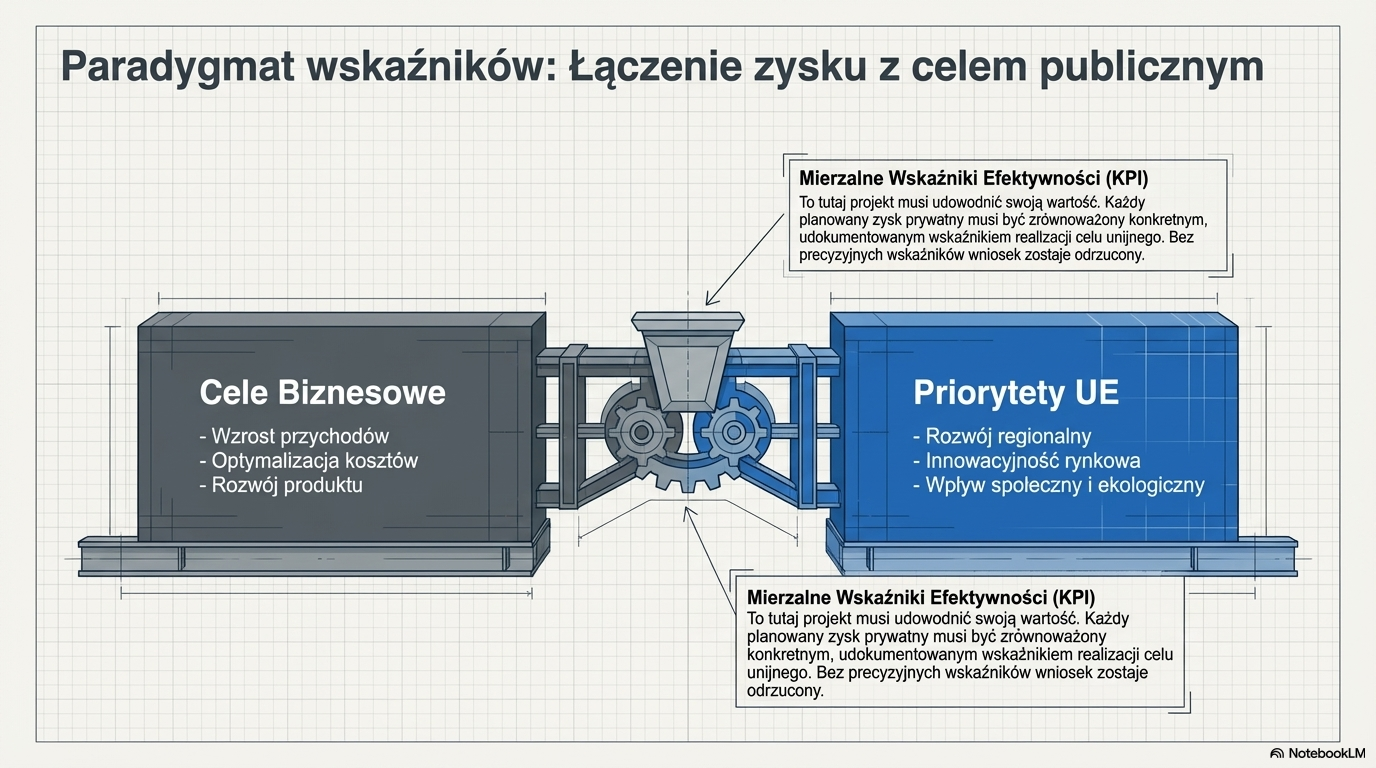 Paradygmat wskaźników: Łączenie zysku z celem publicznym
Mierzalne Wskaźniki Efektywności (KPI)
To tutaj projekt musi udowodnić swoją wartość. Każdy
planowany zysk prywatny musi być zrównoważony konkretnym,
udokumentowanym wskaźnikiem realizacji celu unijnego. Bez
precyzyjnych wskaźników wniosek zostaje odrzucony.
Cele Biznesowe
- Wzrost przychodów
- Optymalizacja kosztów
- Rozwój produktu
Priorytety UE
- Rozwój regionalny
- Innowacyjność rynkowa
- Wpływ społeczny i ekologiczny
Mierzalne Wskaźniki Efektywności (KPI)
To tutaj projekt musi udowodnić swoją wartość. Każdy
planowany zysk prywatny musi być zrównoważony
konkretnym, udokumentowanym wskaźnikiem realizacji celu
unijnego. Bez precyzyjnych wskaźników wniosek zostaje
odrzucony.
NotebookLM